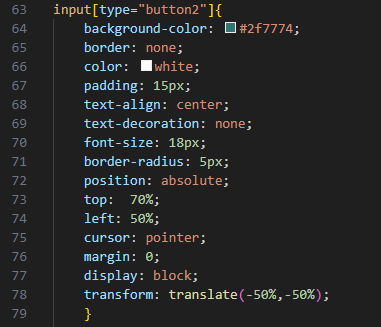 63 input[type="button2"]{
64 background-color: #2f7774;
65 border: none;
66 color: white;
67 padding: 15px;
68 text-align: center;
69 text-decoration: none;
70 font-size: 18px;
71 border-radius: 5px;
72 position: absolute;
73 top:  70%;
74 left: 50%;
75 cursor: pointer;
76 margin: 0;
77 display: block;
78 transform: translate(-50%,-50%);
79 }